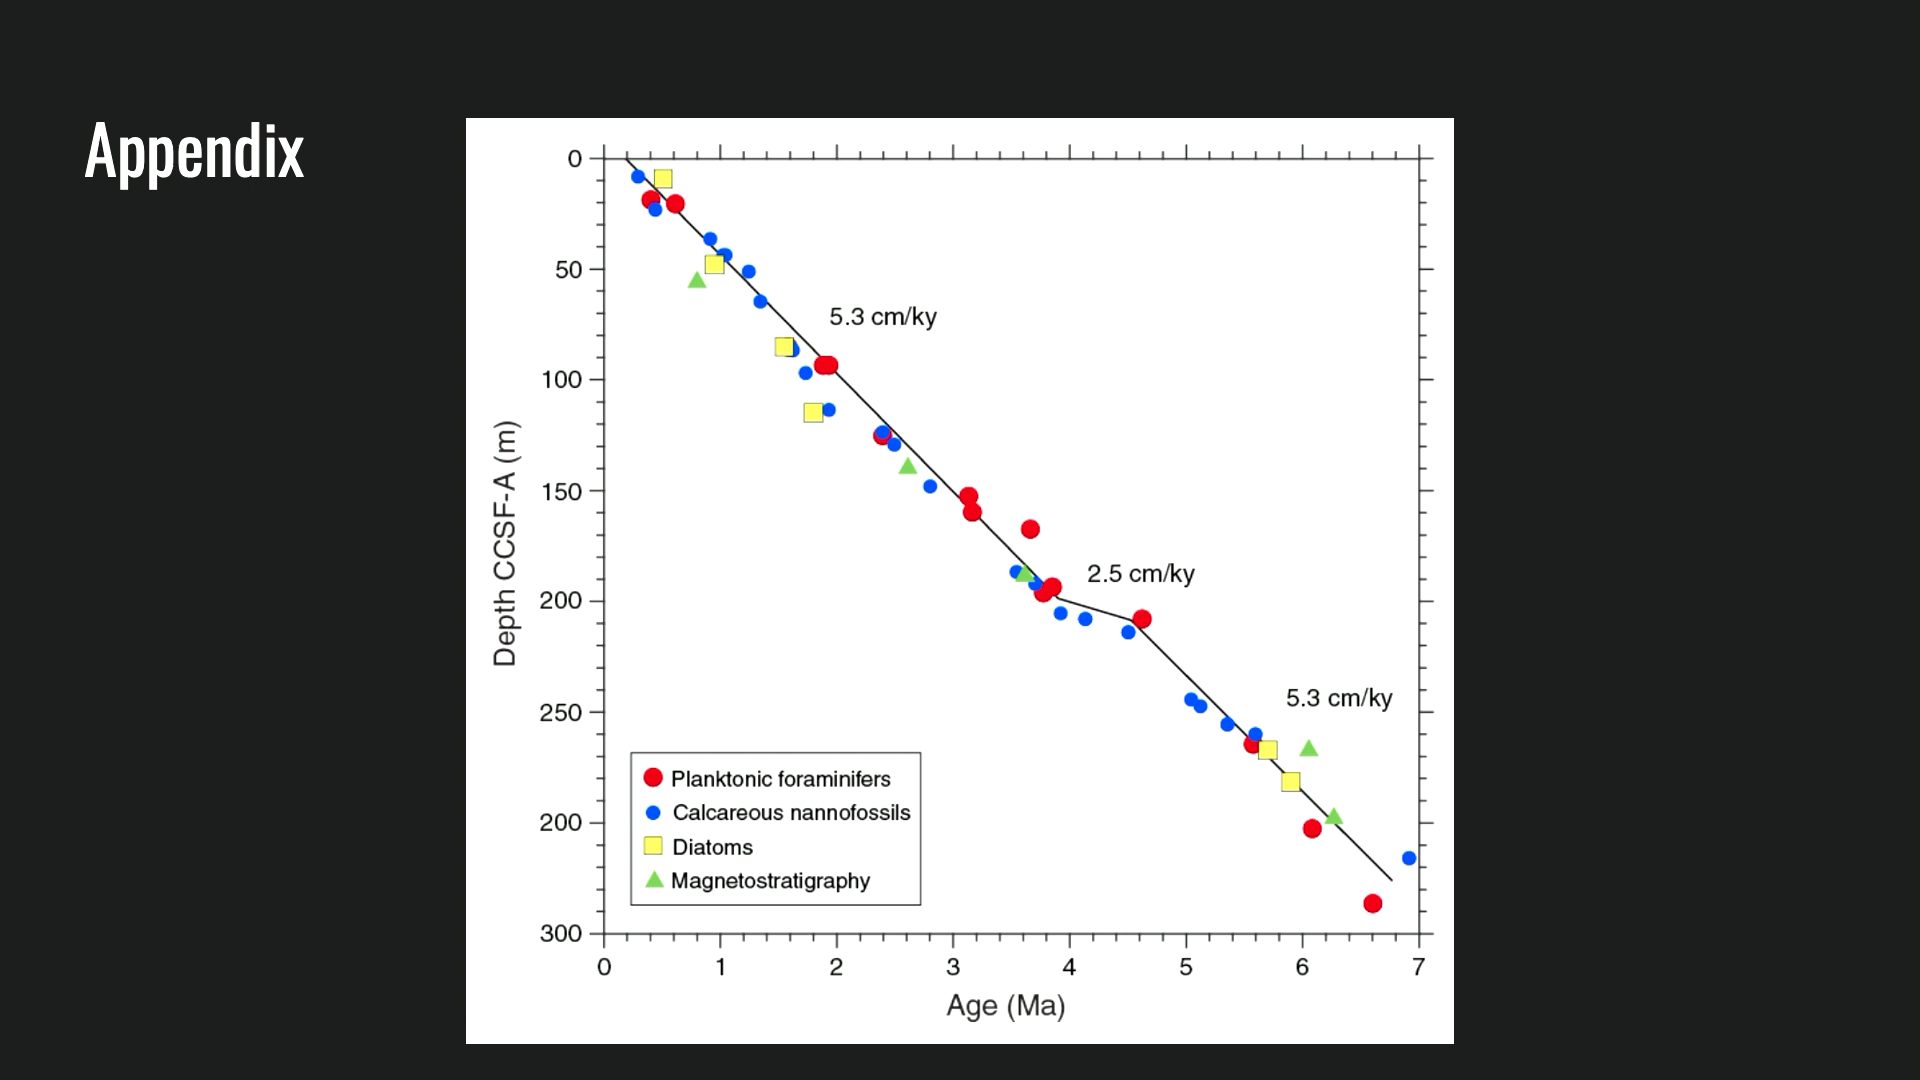 Appendix
0
50
100
150
200
250
200
300
Depth CCSF-A (m)
5.3 cm/ky
2.5 cm/ky
5.3 cm/ky
Planktonic foraminifers
Calcareous nannofossils
Diatoms
Magnetostratigraphy
0 1 2 3 4 5 6 7
Age (Ma)